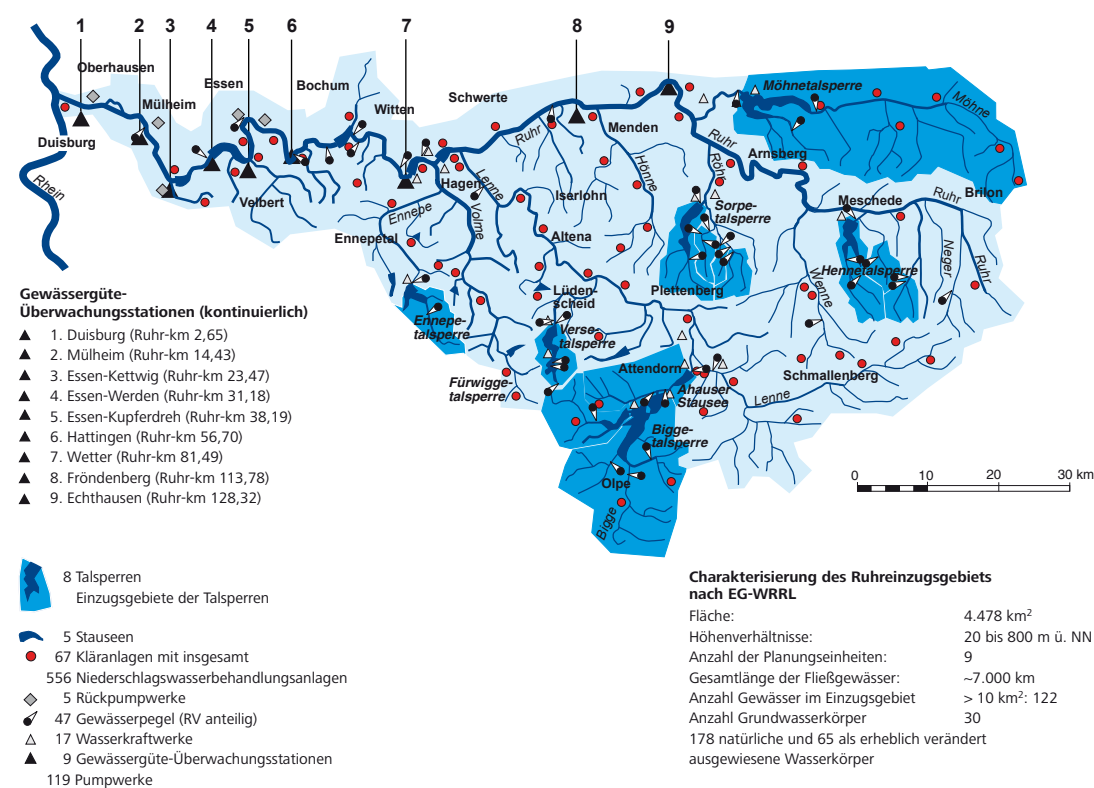 1
2
3
4
5
6
7
8
9
Oberhausen
Essen
Bochum
Mülheim
Witten
Schwerte
Möhnetalsperre
Möhne
Duisburg
Ruhr
Menden
Ruhr
Arnsberg
Rhein
Velbert
Hagen
Lenne
Iserlohn
Hönne
Röhr
Ruhr
Brilon
Meschede
Ennepe
Volme
Sorpe-
talsperre
Ennepetal
Altena
Hennetalsperre
Neger
Ruhr
Wenne
Plettenberg
Lüden-
scheid
Ennepe-
talsperre
Verse-
talsperre
Fürwigge-
talsperre
Attendorn
Ahauser
Stausee
Schmallenberg
Lenne
Bigge-
talsperre
Olpe
Bigge
0
10
20
30 km
Gewässergüte-
Überwachungsstationen (kontinuierlich)
1. Duisburg (Ruhr-km 2,65)
2. Mülheim (Ruhr-km 14,43)
3. Essen-Kettwig (Ruhr-km 23,47)
4. Essen-Werden (Ruhr-km 31,18)
5. Essen-Kupferdreh (Ruhr-km 38,19)
6. Hattingen (Ruhr-km 56,70)
7. Wetter (Ruhr-km 81,49)
8. Fröndenberg (Ruhr-km 113,78)
9. Echthausen (Ruhr-km 128,32)
8 Talsperren
Einzugsgebiete der Talsperren
5 Stauseen
67 Kläranlagen mit insgesamt
556 Niederschlagswasserbehandlungsanlagen
5 Rückpumpwerke
47 Gewässerpegel (RV anteilig)
17 Wasserkraftwerke
9 Gewässergüte-Überwachungsstationen
119 Pumpwerke
Charakterisierung des Ruhreinzugsgebiets
nach EG-WRRL
Fläche: 4.478 km²
Höhenverhältnisse: 20 bis 800 m ü. NN
Anzahl der Planungseinheiten: 9
Gesamtlänge der Fließgewässer: ~7.000 km
Anzahl Gewässer im Einzugsgebiet > 10 km²: 122
Anzahl Grundwasserkörper 30
178 natürliche und 65 als erheblich verändert
ausgewiesene Wasserkörper